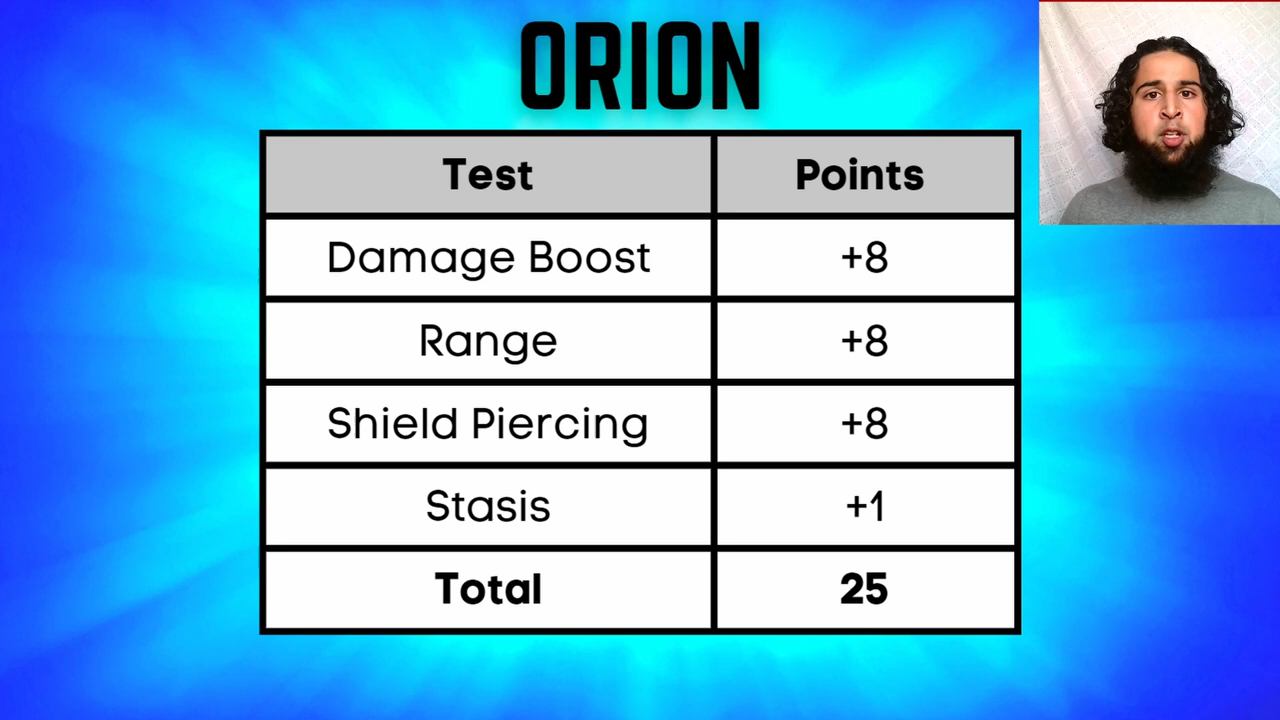 ORION
Test Points
Damage Boost +8
Range +8
Shield Piercing +8
Stasis +1
Total 25